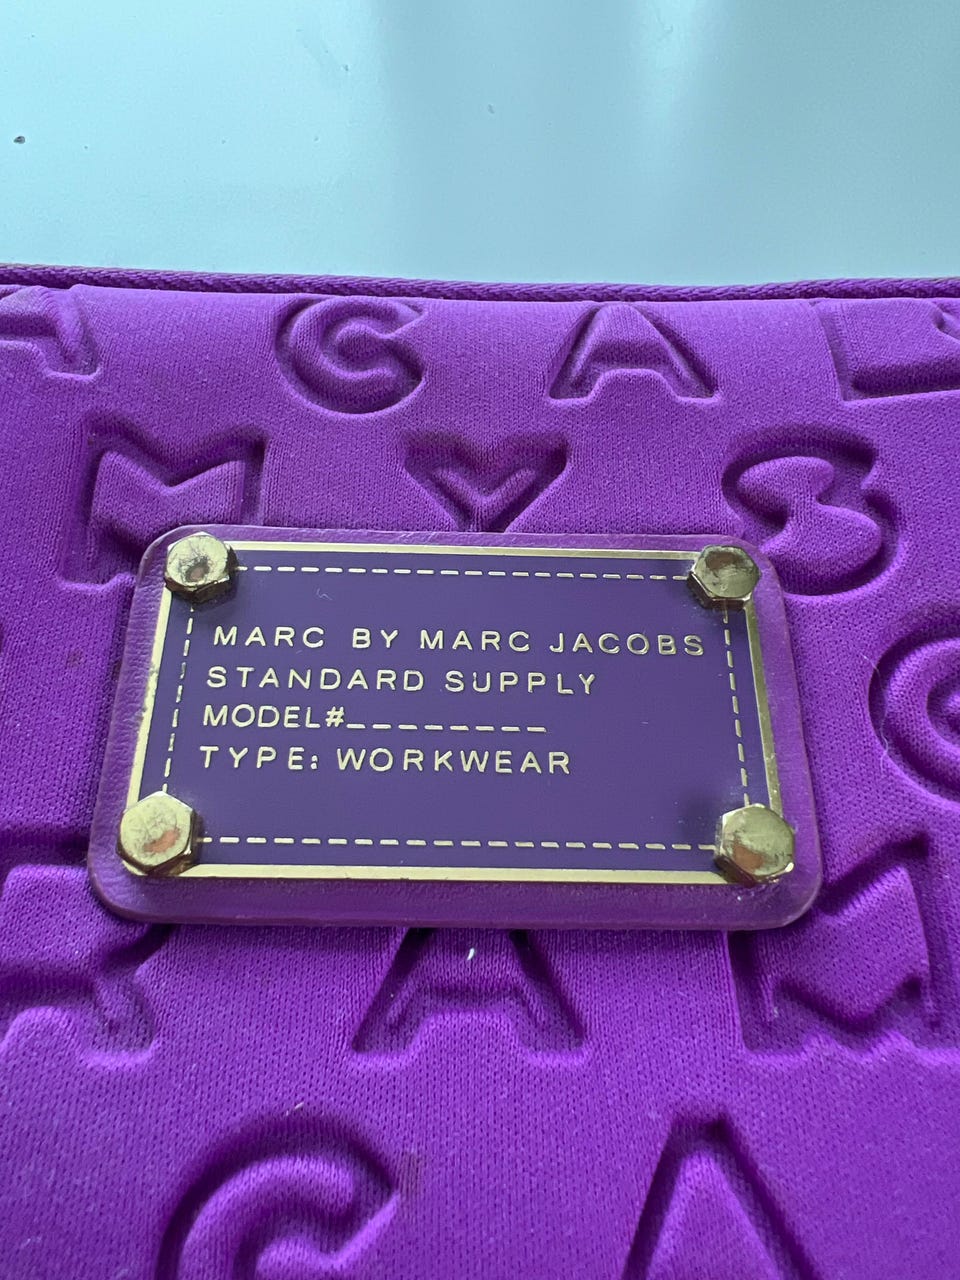 MARC BY MARC JACOBS
STANDARD SUPPLY
MODEL#________
TYPE: WORKWEAR